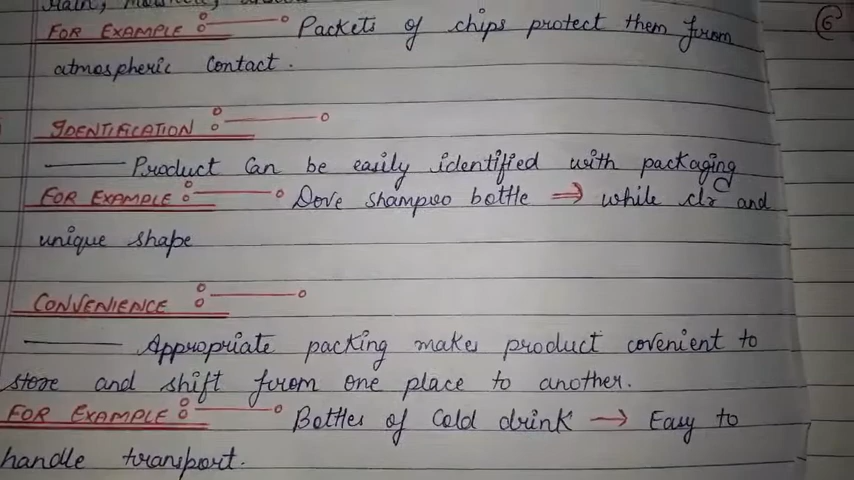 FOR EXAMPLE :- Packets of chips protect them from
6
atmospheric contact.
IDENTIFICATION :-
Product can be easily identified with packaging
FOR EXAMPLE :- Dove shampoo bottle ⇒ while clr and
unique shape
CONVENIENCE :-
Appropriate packing makes product covenient to
store and shift from one place to another.
FOR EXAMPLE :- Bottles of cold drink → Easy to
handle transport.